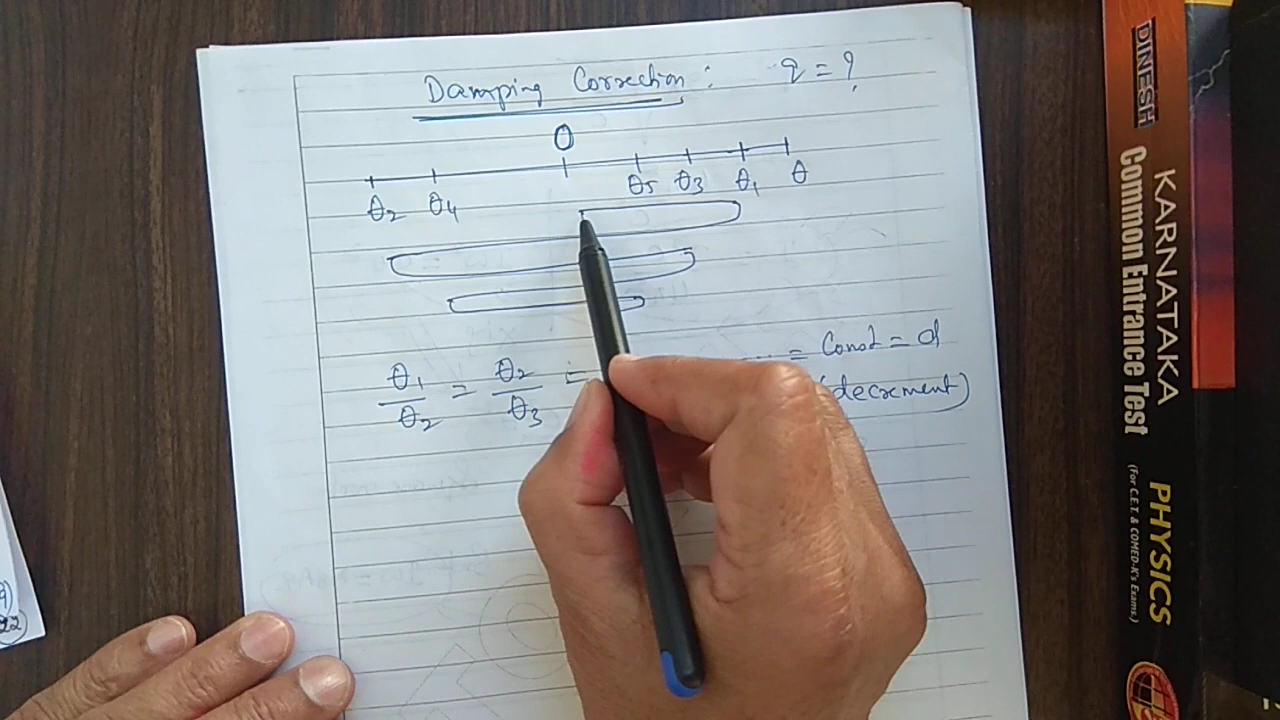 Damping Correction : q = ?
0
θ₂ θ₄ θ₅ θ₃ θ₁ θ
θ₁/θ₂ = θ₂/θ₃ = .... = Const = d
(decrement)
DINESH
KARNATAKA
Common Entrance Test
PHYSICS
(For C.E.T. & COMED-K's Exams.)
22